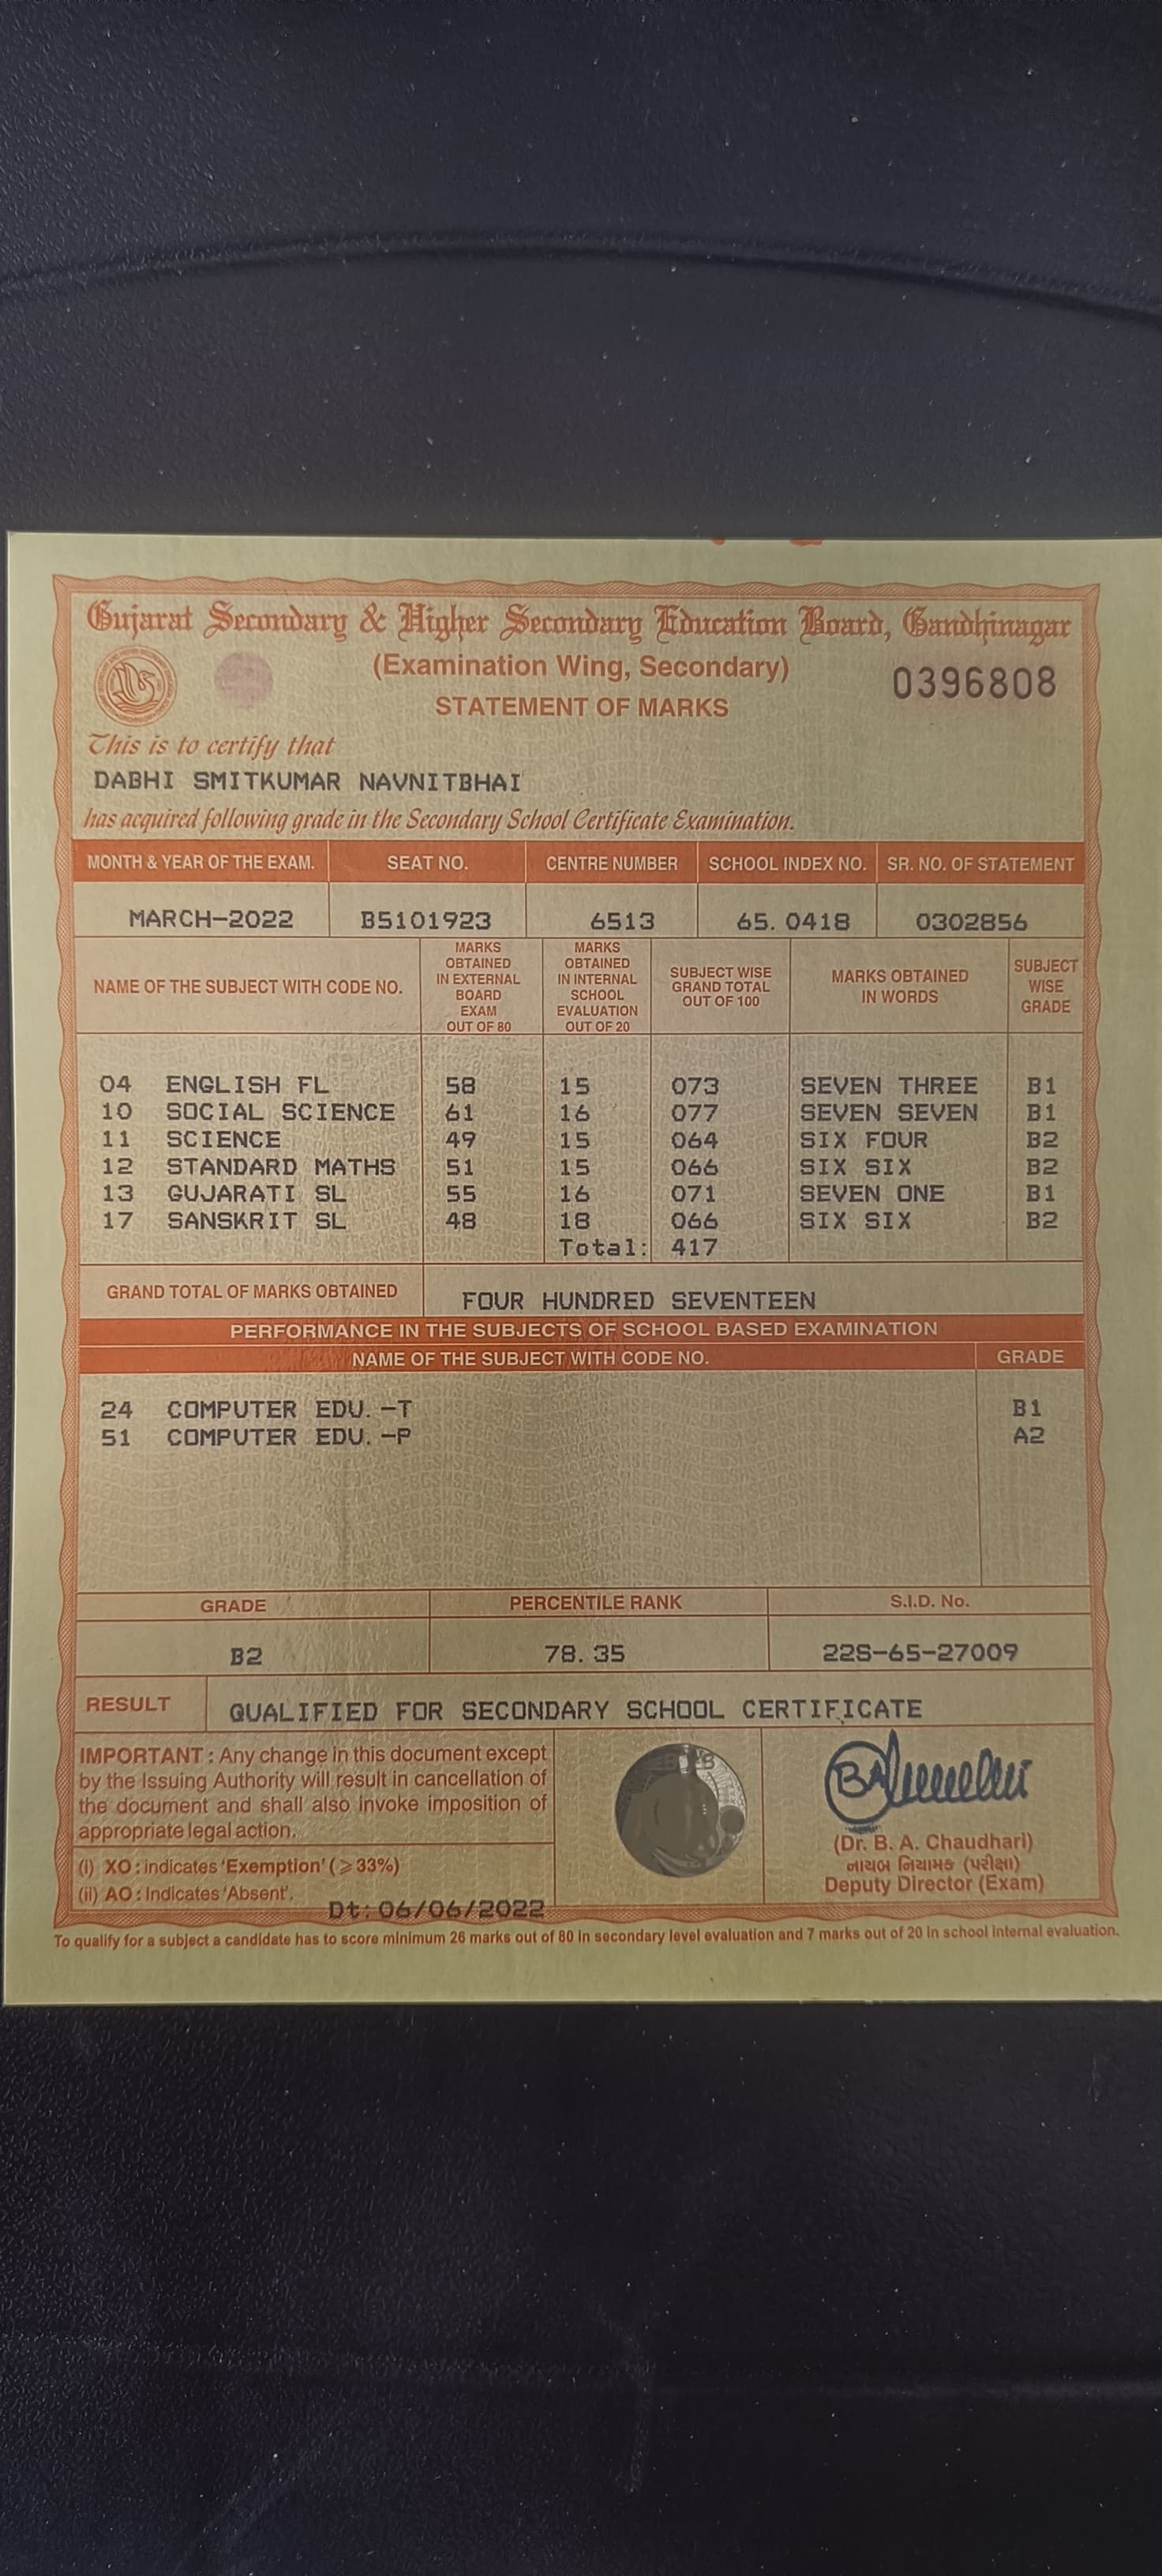 Gujarat Secondary & Higher Secondary Education Board, Gandhinagar
(Examination Wing, Secondary)
0396808
STATEMENT OF MARKS
This is to certify that
DABHI SMITKUMAR NAVNITBHAI
has acquired following grade in the Secondary School Certificate Examination.
MONTH & YEAR OF THE EXAM. SEAT NO. CENTRE NUMBER SCHOOL INDEX NO. SR. NO. OF STATEMENT
MARCH-2022 B5101923 6513 65.0418 0302856
NAME OF THE SUBJECT WITH CODE NO. MARKS OBTAINED IN EXTERNAL BOARD EXAM OUT OF 80 MARKS OBTAINED IN INTERNAL SCHOOL EVALUATION OUT OF 20 SUBJECT WISE GRAND TOTAL OUT OF 100 MARKS OBTAINED IN WORDS SUBJECT WISE GRADE
04 ENGLISH FL 58 15 073 SEVEN THREE B1
10 SOCIAL SCIENCE 61 16 077 SEVEN SEVEN B1
11 SCIENCE 49 15 064 SIX FOUR B2
12 STANDARD MATHS 51 15 066 SIX SIX B2
13 GUJARATI SL 55 16 071 SEVEN ONE B1
17 SANSKRIT SL 48 18 066 SIX SIX B2
Total: 417
GRAND TOTAL OF MARKS OBTAINED FOUR HUNDRED SEVENTEEN
PERFORMANCE IN THE SUBJECTS OF SCHOOL BASED EXAMINATION
NAME OF THE SUBJECT WITH CODE NO. GRADE
24 COMPUTER EDU.-T B1
51 COMPUTER EDU.-P A2
GRADE PERCENTILE RANK S.I.D. No.
B2 78.35 22S-65-27009
RESULT QUALIFIED FOR SECONDARY SCHOOL CERTIFICATE
IMPORTANT : Any change in this document except
by the Issuing Authority will result in cancellation of
the document and shall also invoke imposition of
appropriate legal action.
(i) XO : indicates 'Exemption' (⩾33%)
(ii) AO : Indicates 'Absent'.
Dt: 06/06/2022
(Dr. B. A. Chaudhari)
નાયબ નિયામક (પરીક્ષા)
Deputy Director (Exam)
To qualify for a subject a candidate has to score minimum 26 marks out of 80 in secondary level evaluation and 7 marks out of 20 in school internal evaluation.